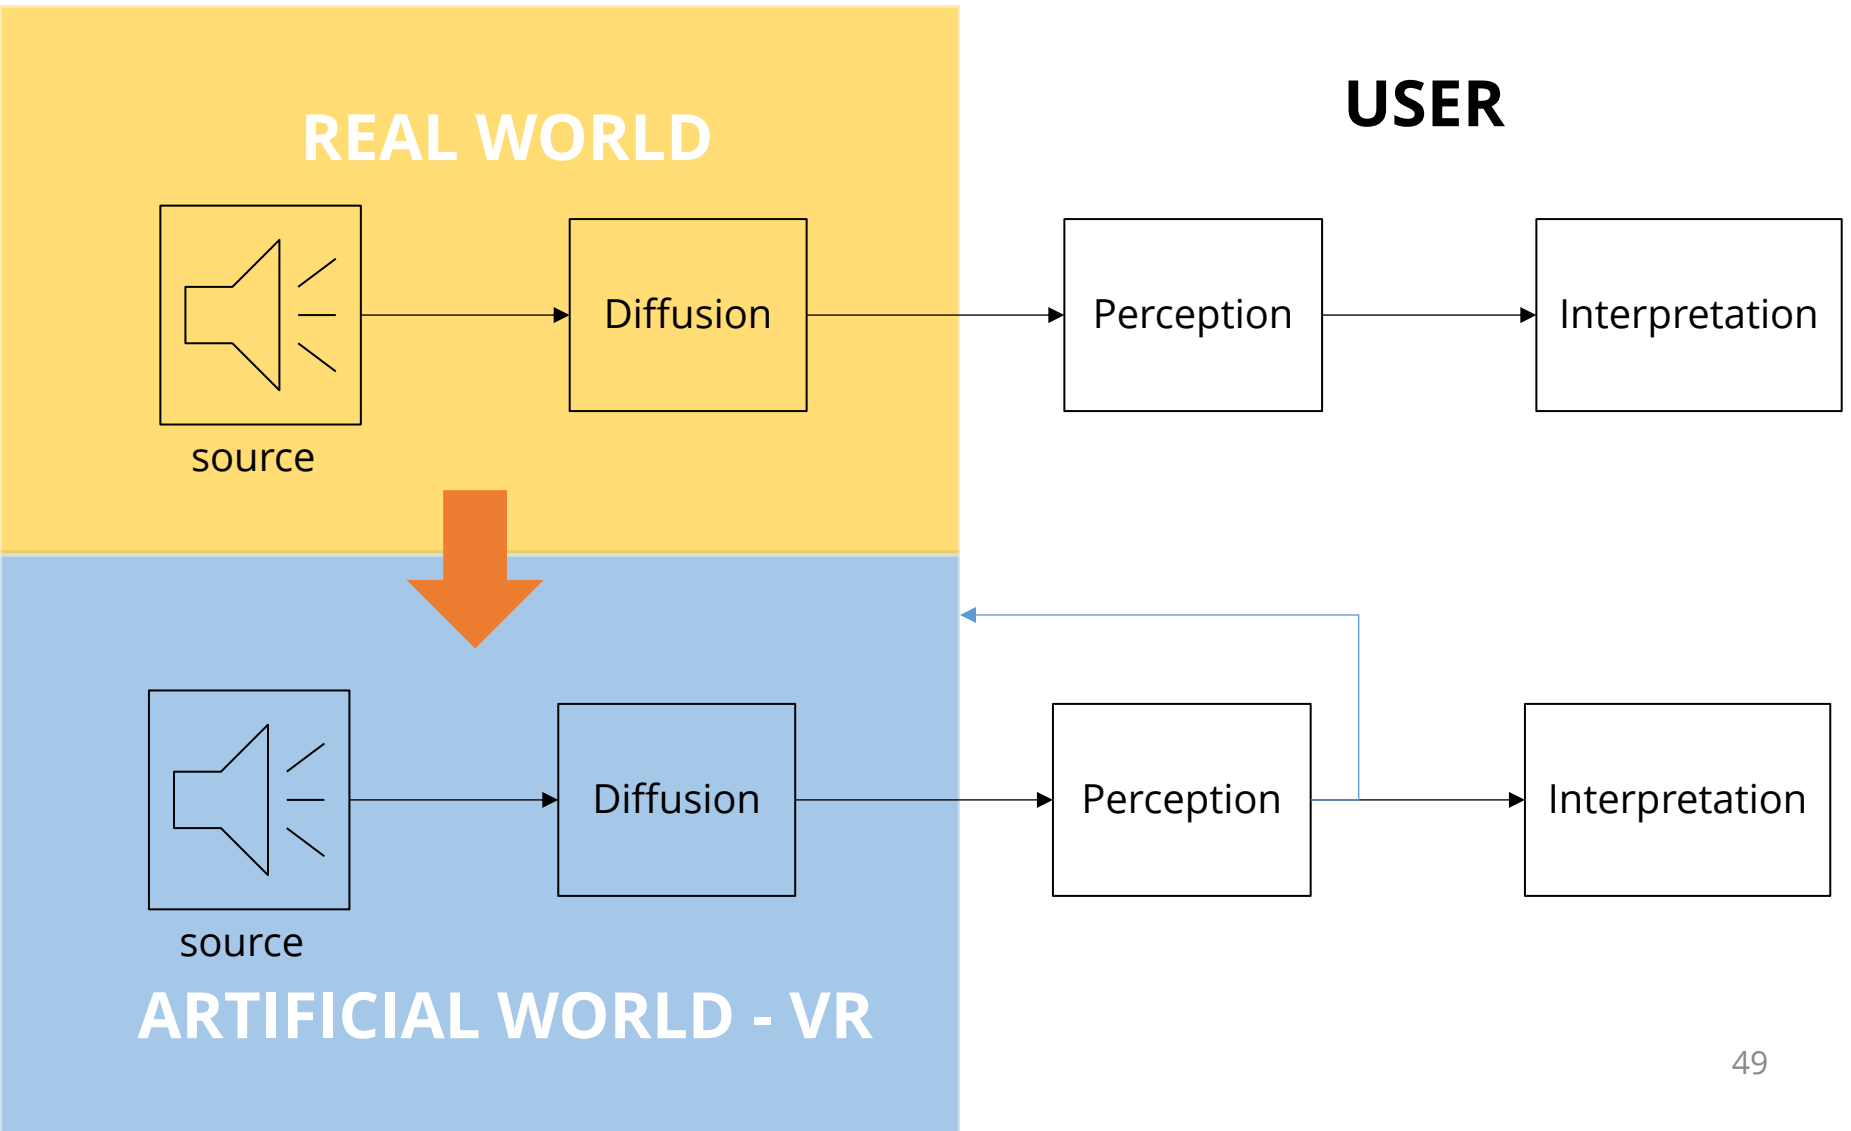 USER
REAL WORLD
Diffusion
Perception
Interpretation
source
Diffusion
Perception
Interpretation
source
ARTIFICIAL WORLD - VR
49